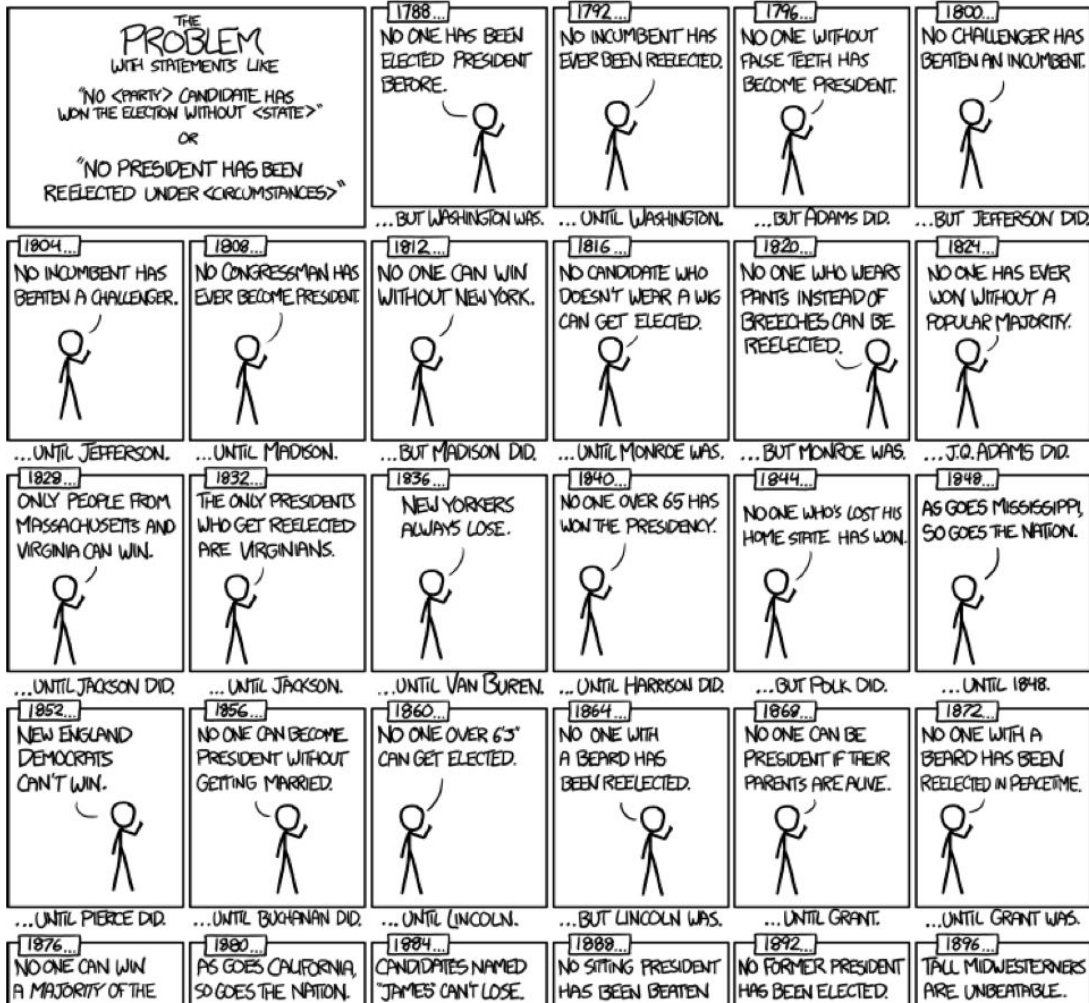 THE
PROBLEM
WITH STATEMENTS LIKE
"NO <PARTY> CANDIDATE HAS
WON THE ELECTION WITHOUT <STATE>"
OR
"NO PRESIDENT HAS BEEN
REELECTED UNDER <CIRCUMSTANCES>"
1788...
NO ONE HAS BEEN
ELECTED PRESIDENT
BEFORE.
...BUT WASHINGTON WAS.
1792...
NO INCUMBENT HAS
EVER BEEN REELECTED.
...UNTIL WASHINGTON.
1796...
NO ONE WITHOUT
FALSE TEETH HAS
BECOME PRESIDENT.
...BUT ADAMS DID.
1800...
NO CHALLENGER HAS
BEATEN AN INCUMBENT.
...BUT JEFFERSON DID.
1804...
NO INCUMBENT HAS
BEATEN A CHALLENGER.
...UNTIL JEFFERSON.
1808...
NO CONGRESSMAN HAS
EVER BECOME PRESIDENT.
...UNTIL MADISON.
1812...
NO ONE CAN WIN
WITHOUT NEW YORK.
...BUT MADISON DID.
1816...
NO CANDIDATE WHO
DOESN'T WEAR A WIG
CAN GET ELECTED.
...UNTIL MONROE WAS.
1820...
NO ONE WHO WEARS
PANTS INSTEAD OF
BREECHES CAN BE
REELECTED.
...BUT MONROE WAS.
1824...
NO ONE HAS EVER
WON WITHOUT A
POPULAR MAJORITY.
...J.Q. ADAMS DID.
1828...
ONLY PEOPLE FROM
MASSACHUSETTS AND
VIRGINIA CAN WIN.
...UNTIL JACKSON DID.
1832...
THE ONLY PRESIDENTS
WHO GET REELECTED
ARE VIRGINIANS.
...UNTIL JACKSON.
1836...
NEW YORKERS
ALWAYS LOSE.
...UNTIL VAN BUREN.
1840...
NO ONE OVER 65 HAS
WON THE PRESIDENCY.
...UNTIL HARRISON DID.
1844...
NO ONE WHO'S LOST HIS
HOME STATE HAS WON.
...BUT POLK DID.
1848...
AS GOES MISSISSIPPI,
SO GOES THE NATION.
...UNTIL 1848.
1852...
NEW ENGLAND
DEMOCRATS
CAN'T WIN.
...UNTIL PIERCE DID.
1856...
NO ONE CAN BECOME
PRESIDENT WITHOUT
GETTING MARRIED.
...UNTIL BUCHANAN DID.
1860...
NO ONE OVER 6'3"
CAN GET ELECTED.
...UNTIL LINCOLN.
1864...
NO ONE WITH
A BEARD HAS
BEEN REELECTED.
...BUT LINCOLN WAS.
1868...
NO ONE CAN BE
PRESIDENT IF THEIR
PARENTS ARE ALIVE.
...UNTIL GRANT.
1872...
NO ONE WITH A
BEARD HAS BEEN
REELECTED IN PEACETIME.
...UNTIL GRANT WAS.
1876...
NO ONE CAN WIN
A MAJORITY OF THE
1880...
AS GOES CALIFORNIA,
SO GOES THE NATION.
1884...
CANDIDATES NAMED
"JAMES" CAN'T LOSE.
1888...
NO SITTING PRESIDENT
HAS BEEN BEATEN
1892...
NO FORMER PRESIDENT
HAS BEEN ELECTED.
1896...
TALL MIDWESTERNERS
ARE UNBEATABLE.